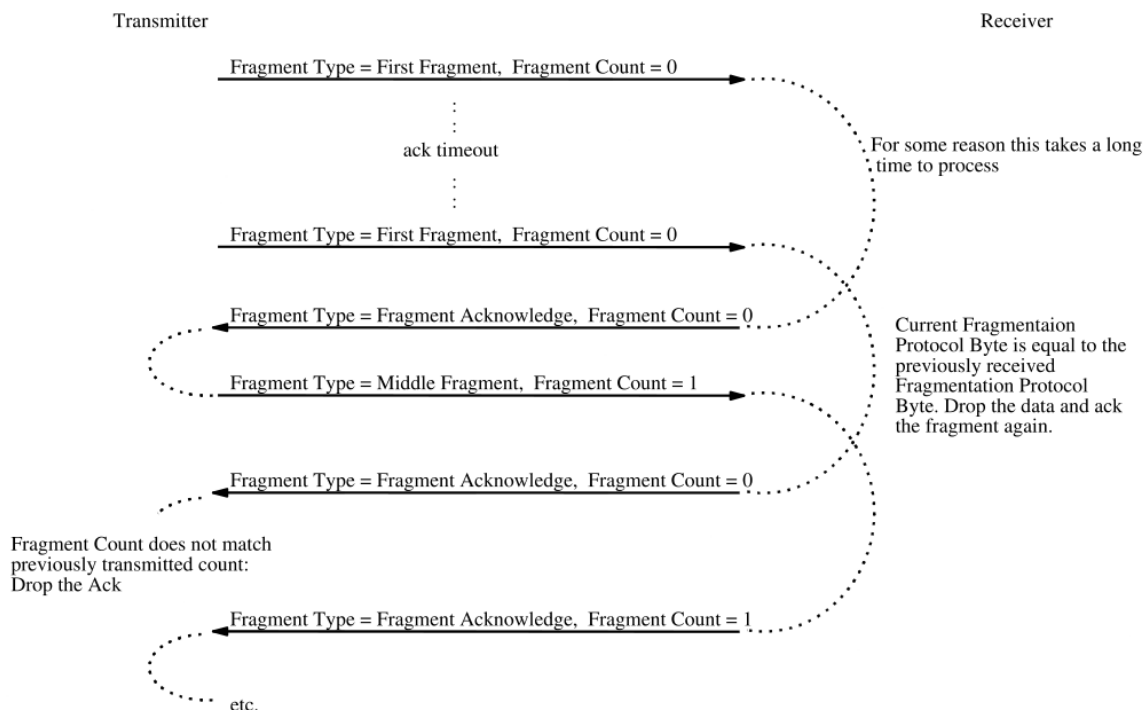 Transmitter
Receiver
Fragment Type = First Fragment, Fragment Count = 0
ack timeout
For some reason this takes a long
time to process
Fragment Type = First Fragment, Fragment Count = 0
Fragment Type = Fragment Acknowledge, Fragment Count = 0
Current Fragmentaion
Protocol Byte is equal to the
previously received
Fragmentation Protocol
Byte. Drop the data and ack
the fragment again.
Fragment Type = Middle Fragment, Fragment Count = 1
Fragment Type = Fragment Acknowledge, Fragment Count = 0
Fragment Count does not match
previously transmitted count:
Drop the Ack
Fragment Type = Fragment Acknowledge, Fragment Count = 1
etc.